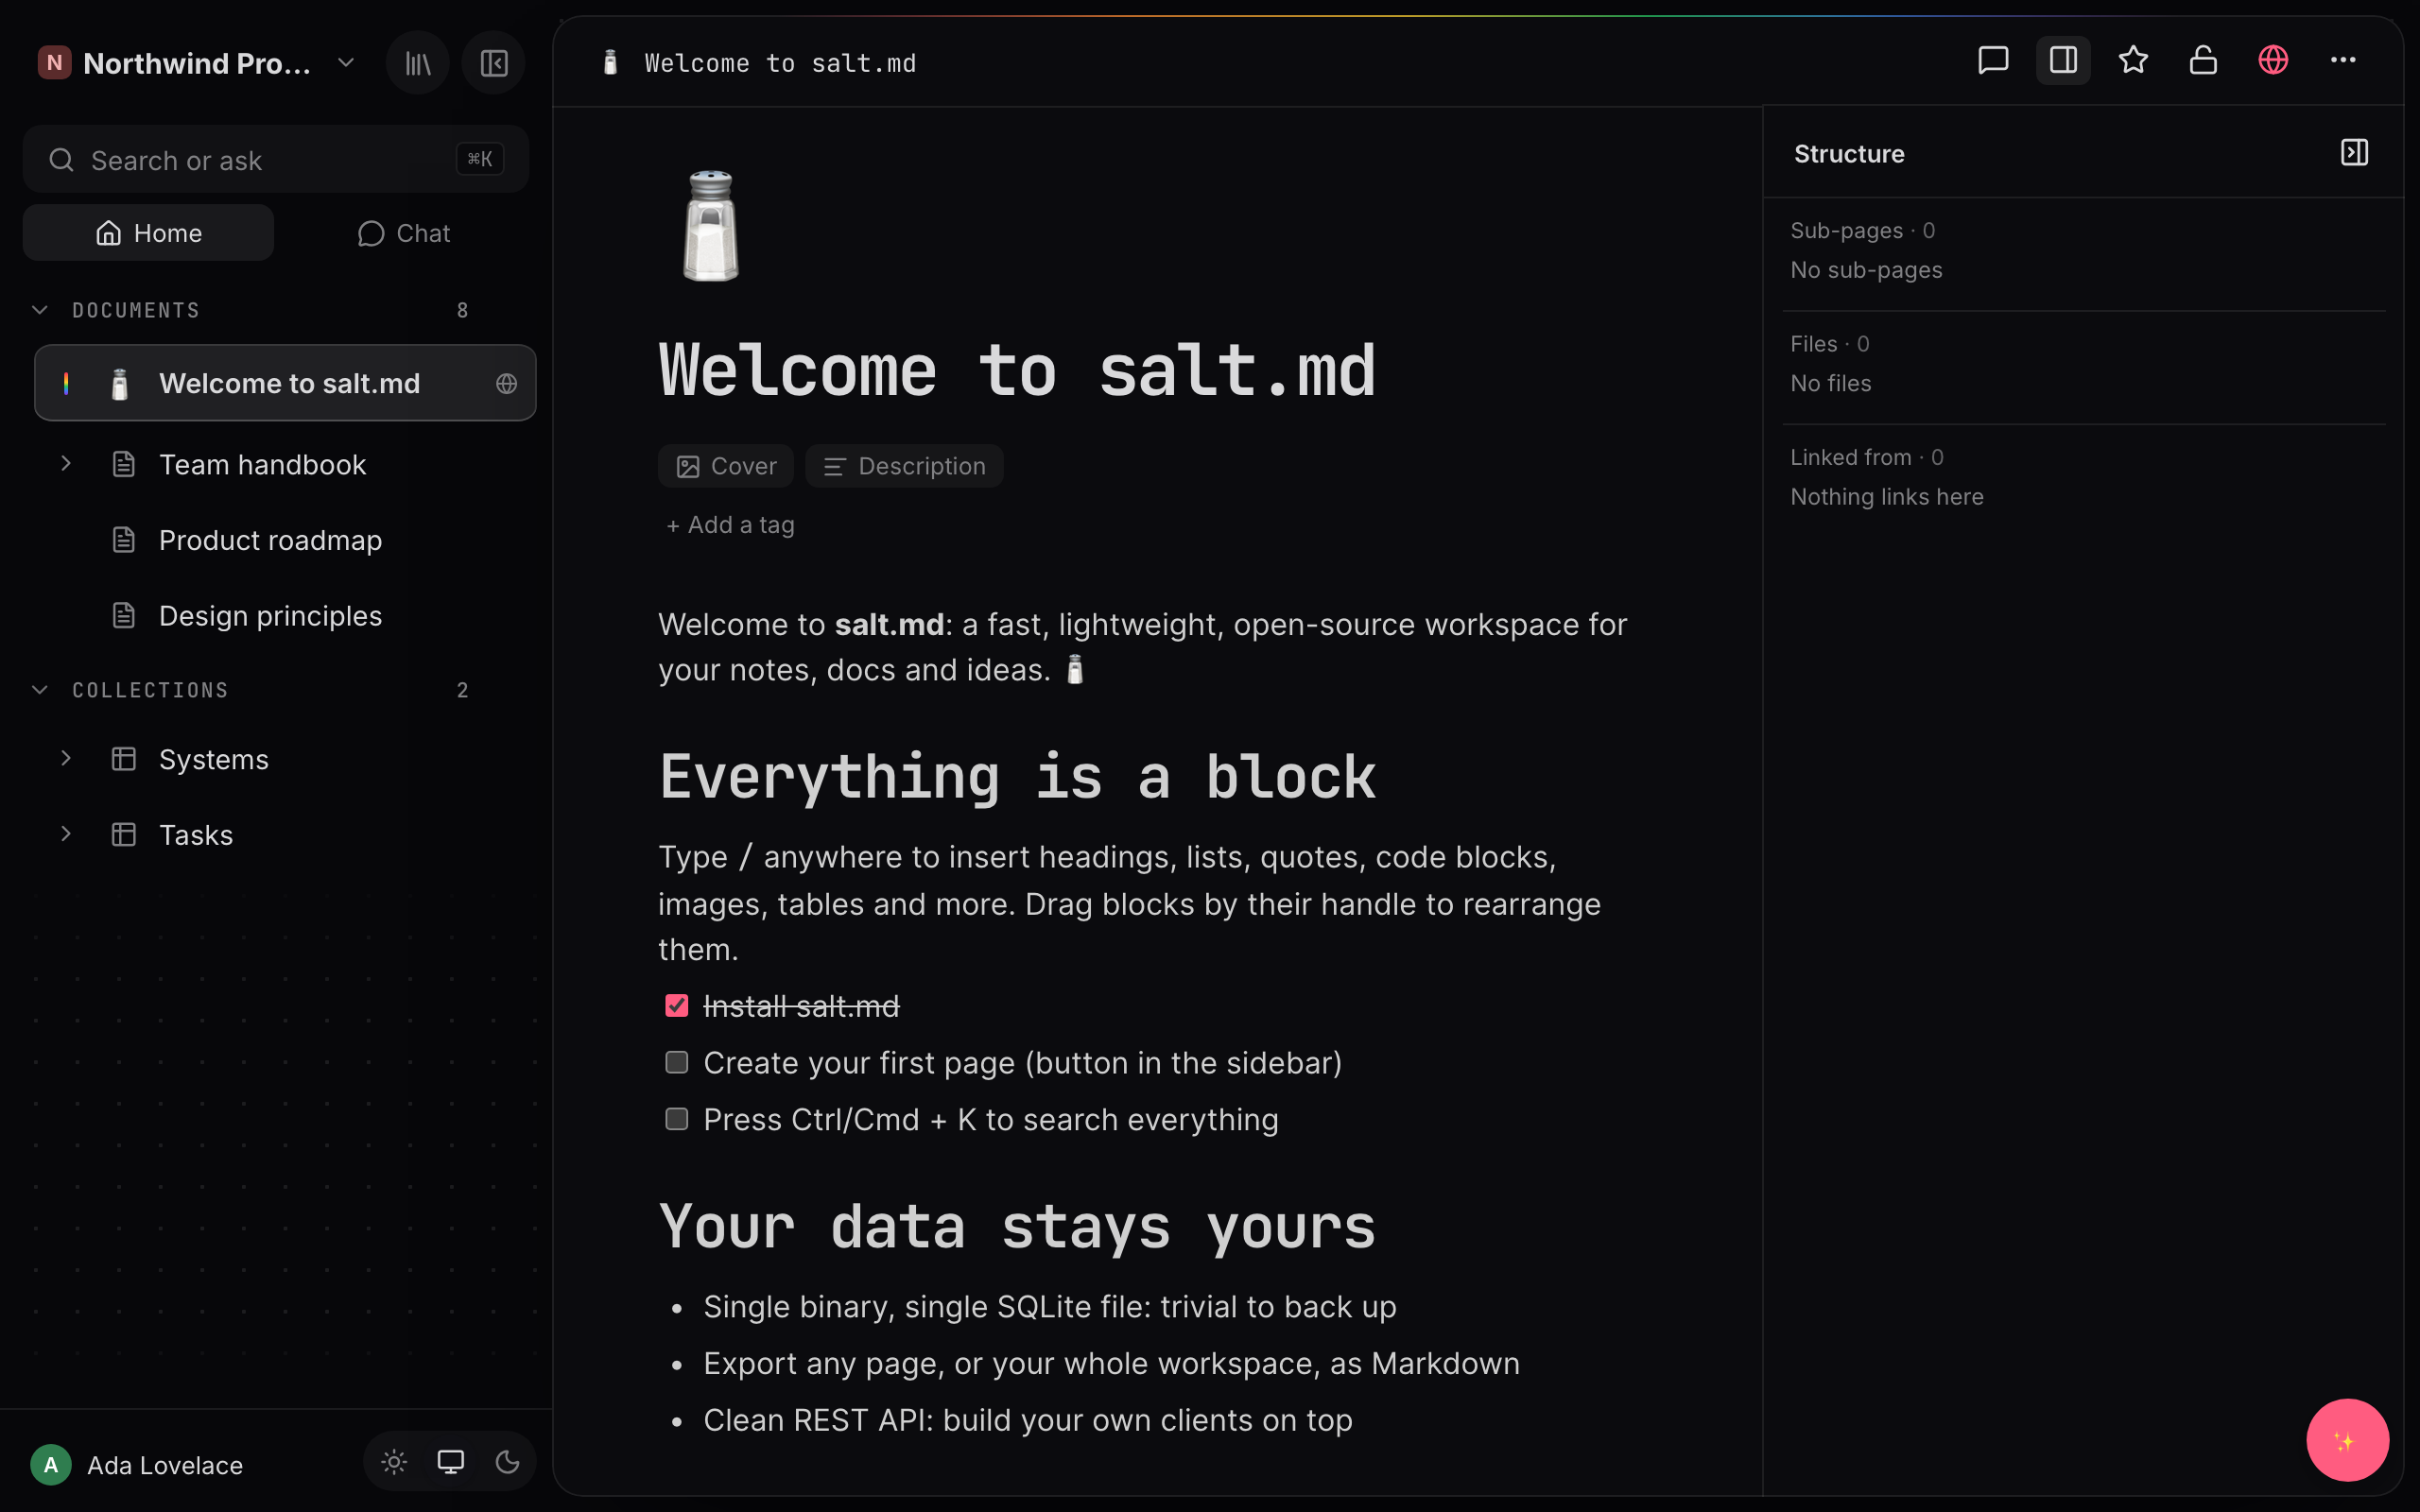 N Northwind Pro...
Search or ask ⌘K
Home Chat
DOCUMENTS 8
Welcome to salt.md
Team handbook
Product roadmap
Design principles
COLLECTIONS 2
Systems
Tasks
A Ada Lovelace
Welcome to salt.md
Welcome to salt.md
Cover Description
+ Add a tag
Welcome to salt.md: a fast, lightweight, open-source workspace for
your notes, docs and ideas.
Everything is a block
Type / anywhere to insert headings, lists, quotes, code blocks,
images, tables and more. Drag blocks by their handle to rearrange
them.
Install salt.md
Create your first page (button in the sidebar)
Press Ctrl/Cmd + K to search everything
Your data stays yours
• Single binary, single SQLite file: trivial to back up
• Export any page, or your whole workspace, as Markdown
• Clean REST API: build your own clients on top
Structure
Sub-pages · 0
No sub-pages
Files · 0
No files
Linked from · 0
Nothing links here